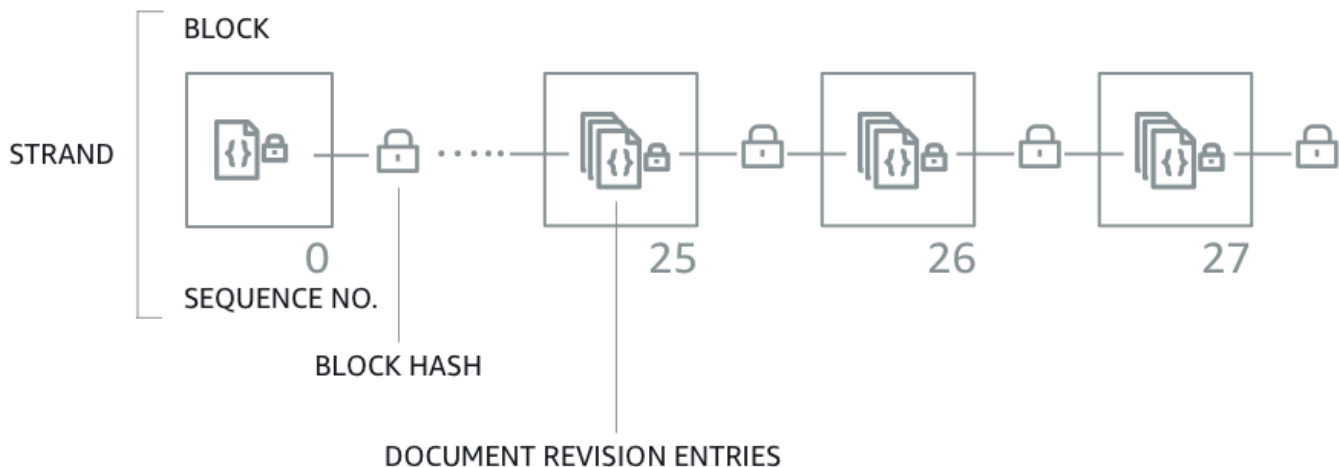 BLOCK
STRAND
0
25
26
27
SEQUENCE NO.
BLOCK HASH
DOCUMENT REVISION ENTRIES